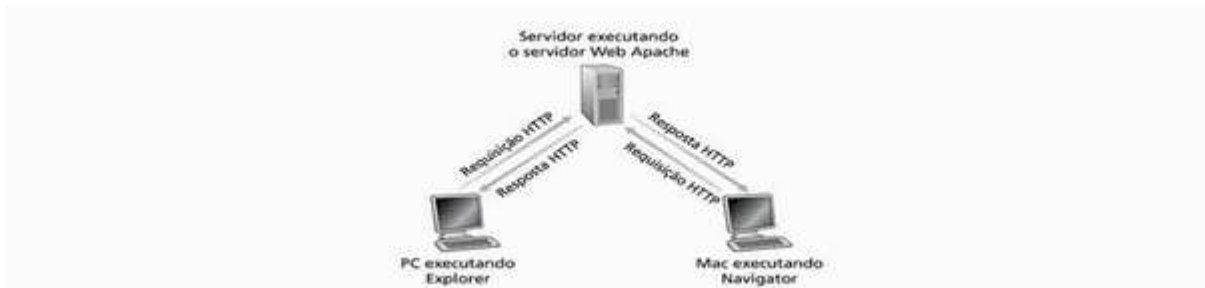 Servidor executando
o servidor Web Apache
Requisição HTTP
Resposta HTTP
Resposta HTTP
Requisição HTTP
PC executando
Explorer
Mac executando
Navigator